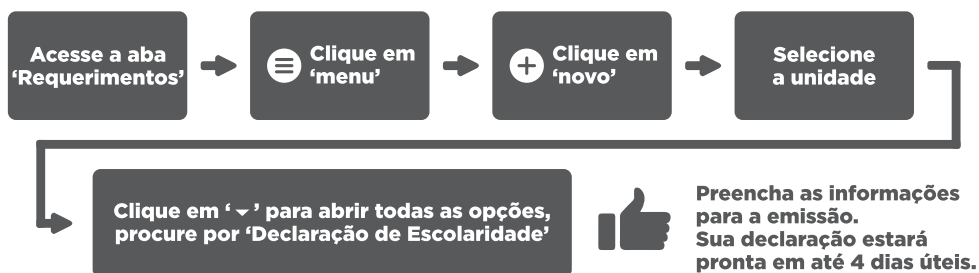 Acesse a aba
‘Requerimentos’
Clique em
‘menu’
Clique em
‘novo’
Selecione
a unidade
Clique em ‘ ’ para abrir todas as opções,
procure por ‘Declaração de Escolaridade’
Preencha as informações
para a emissão.
Sua declaração estará
pronta em até 4 dias úteis.